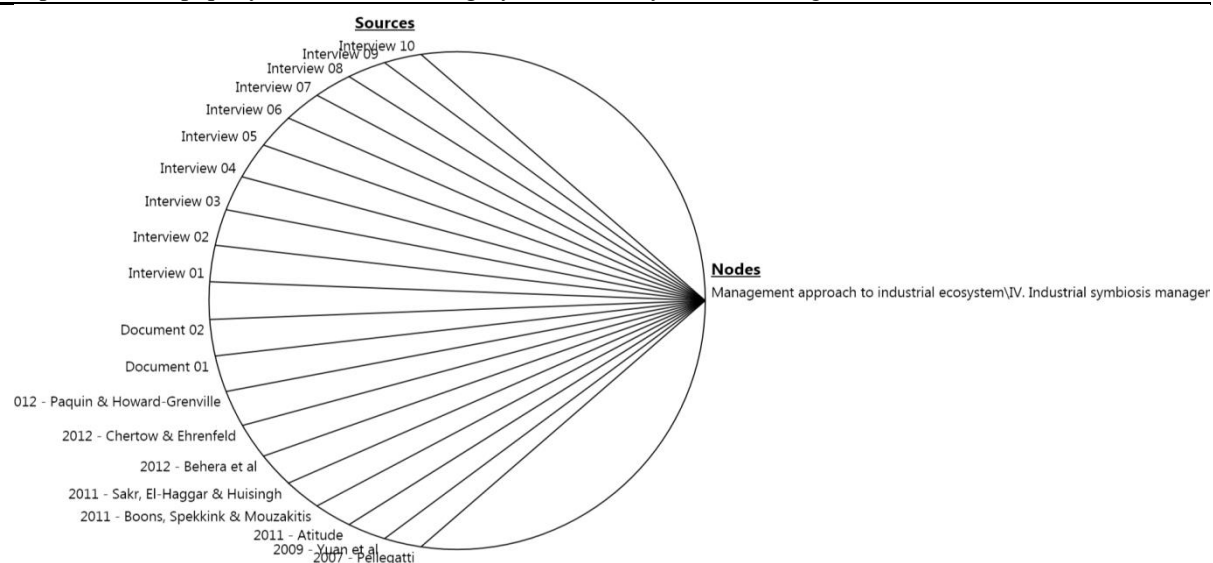 Sources
Interview 10
Interview 09
Interview 08
Interview 07
Interview 06
Interview 05
Interview 04
Interview 03
Interview 02
Interview 01
Nodes
Management approach to industrial ecosystem\IV. Industrial symbiosis manager
Document 02
Document 01
012 - Paquin & Howard-Grenville
2012 - Chertow & Ehrenfeld
2012 - Behera et al
2011 - Sakr, El-Haggar & Huisingh
2011 - Boons, Spekkink & Mouzakitis
2011 - Atitude
2009 - Yuan et al
2007 - Pellegatti